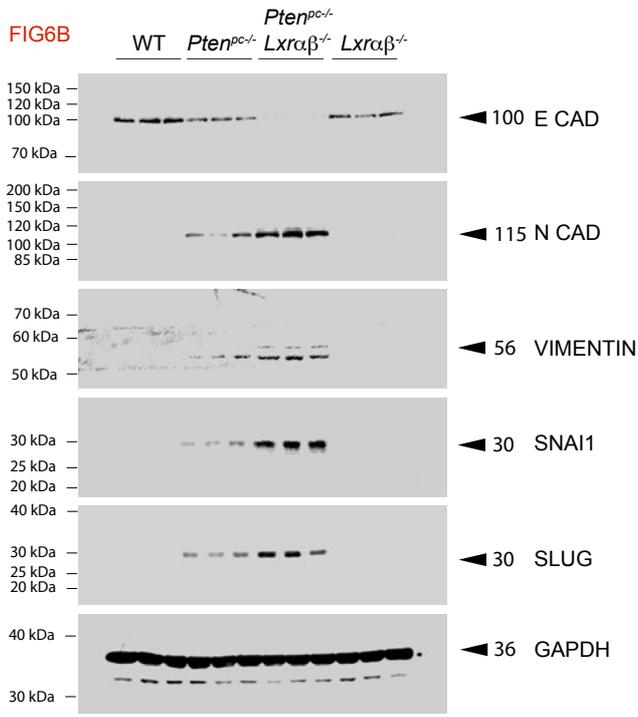 FIG6B
WT
Pten^pc-/-
Pten^pc-/-
Lxrαβ^-/-
Lxrαβ^-/-
150 kDa
120 kDa
100 kDa
70 kDa
100 E CAD
200 kDa
150 kDa
120 kDa
100 kDa
85 kDa
115 N CAD
70 kDa
60 kDa
50 kDa
56 VIMENTIN
30 kDa
25 kDa
20 kDa
30 SNAI1
40 kDa
30 kDa
25 kDa
20 kDa
30 SLUG
40 kDa
30 kDa
36 GAPDH